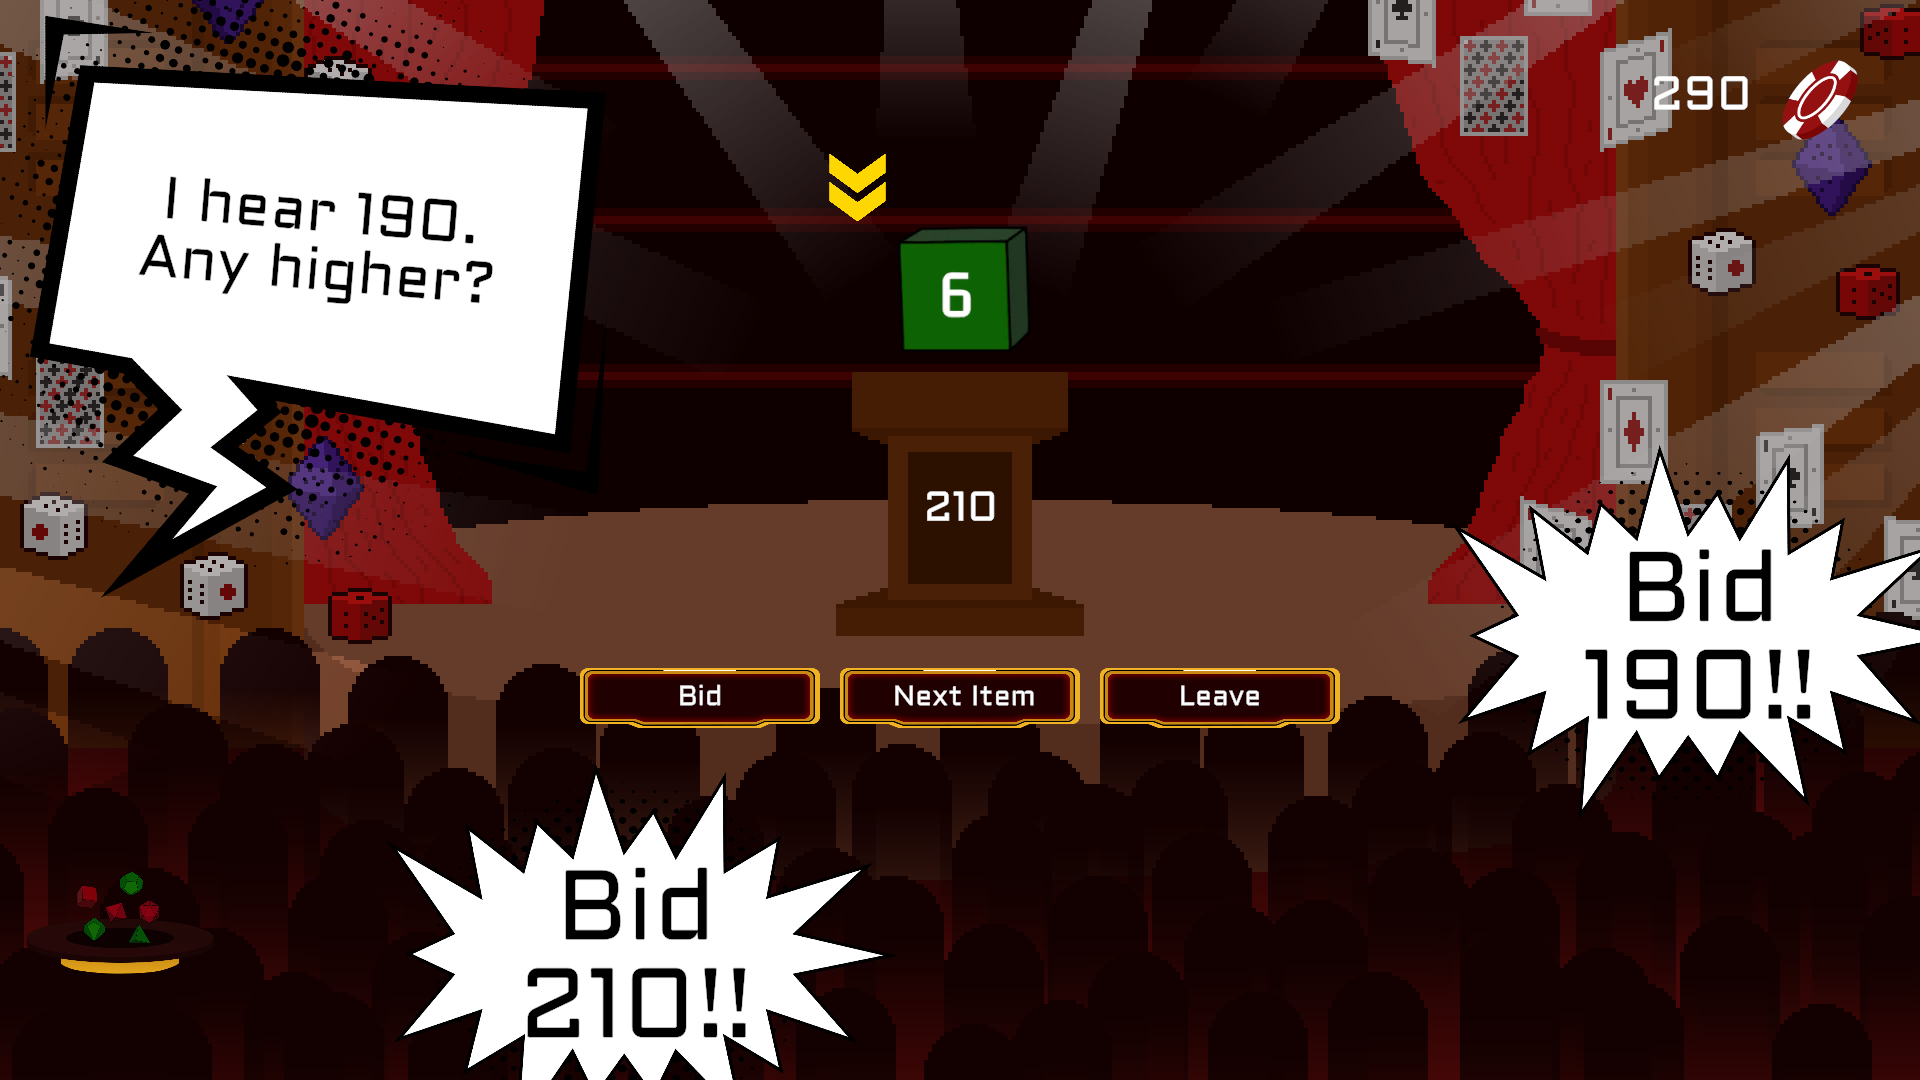 290
I hear 190.
Any higher?
6
210
Bid
190!!
Bid
Next Item
Leave
Bid
210!!